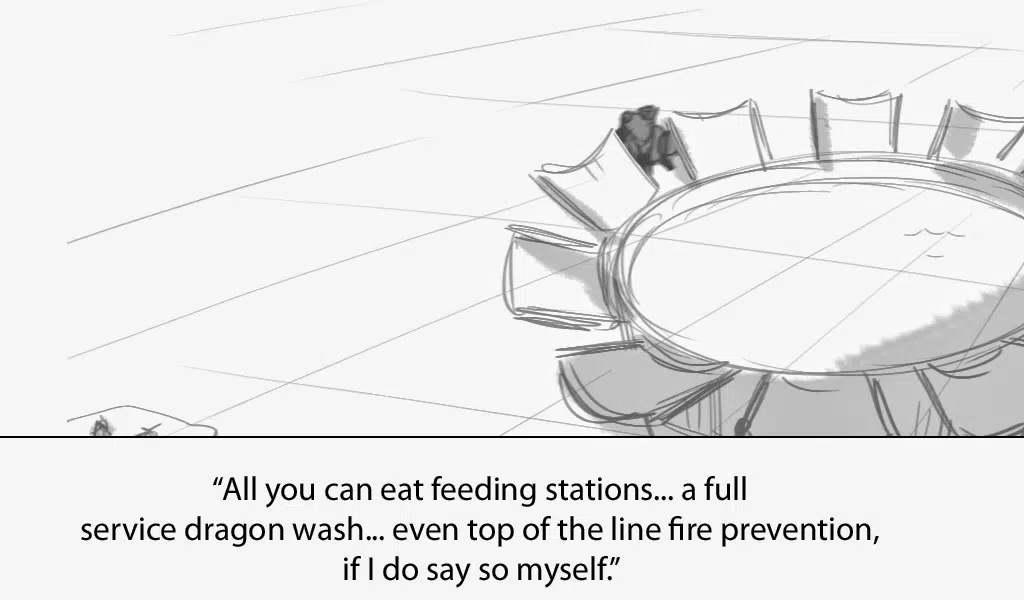 “All you can eat feeding stations... a full
service dragon wash... even top of the line fire prevention,
if I do say so myself.”